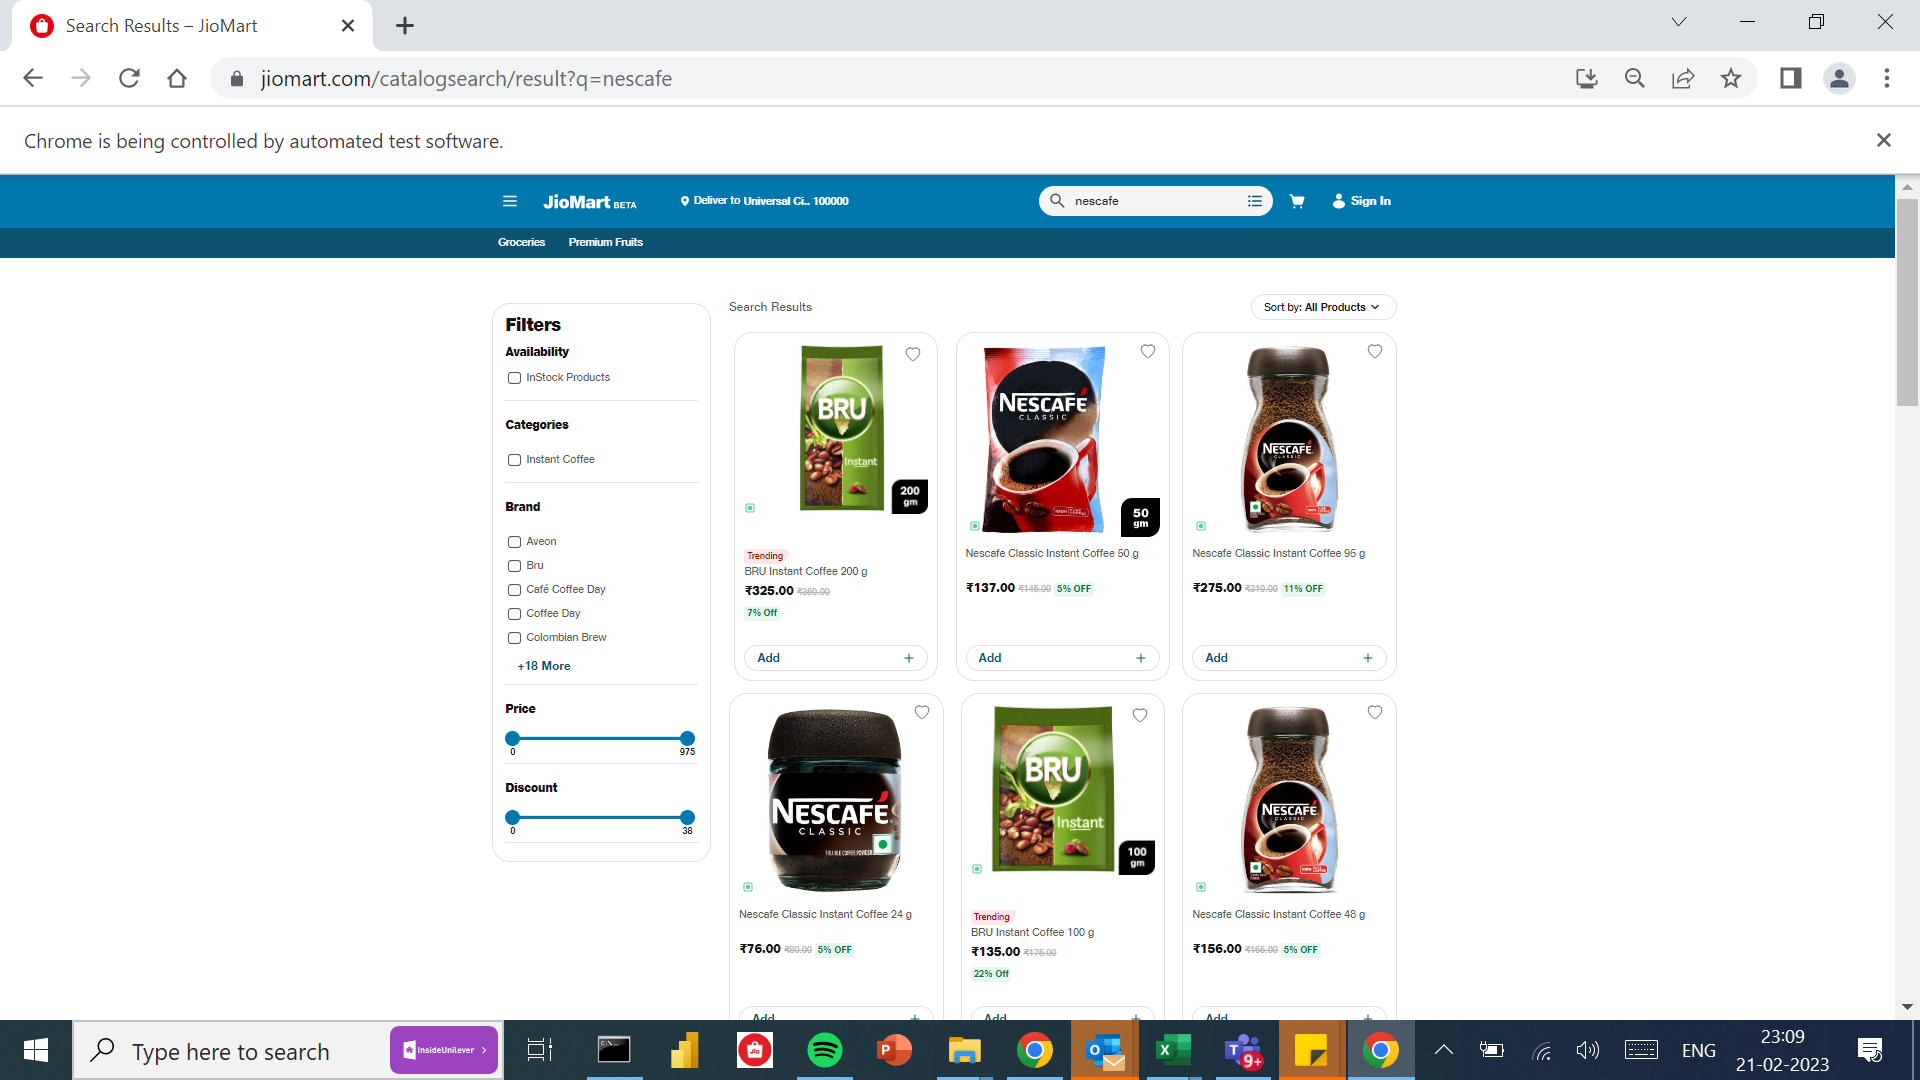 Search Results – JioMart
jiomart.com/catalogsearch/result?q=nescafe
Chrome is being controlled by automated test software.
JioMart BETA
Deliver to Universal Ci.. 100000
nescafe
Sign In
Groceries
Premium Fruits
Filters
Availability
InStock Products
Categories
Instant Coffee
Brand
Aveon
Bru
Café Coffee Day
Coffee Day
Colombian Brew
+18 More
Price
0
975
Discount
0
38
Search Results
Sort by: All Products
BRU
Instant
200
gm
Trending
BRU Instant Coffee 200 g
₹325.00 ₹350.00
7% Off
Add +
NESCAFÉ
CLASSIC
50
gm
Nescafe Classic Instant Coffee 50 g
₹137.00 ₹145.00 5% OFF
Add +
NESCAFÉ
CLASSIC
Nescafe Classic Instant Coffee 95 g
₹275.00 ₹310.00 11% OFF
Add +
NESCAFÉ
CLASSIC
Nescafe Classic Instant Coffee 24 g
₹76.00 ₹80.00 5% OFF
Add +
BRU
Instant
100
gm
Trending
BRU Instant Coffee 100 g
₹135.00 ₹175.00
22% Off
Add +
NESCAFÉ
CLASSIC
Nescafe Classic Instant Coffee 48 g
₹156.00 ₹165.00 5% OFF
Add +
Type here to search
InsideUnilever
9+
ENG
23:09
21-02-2023